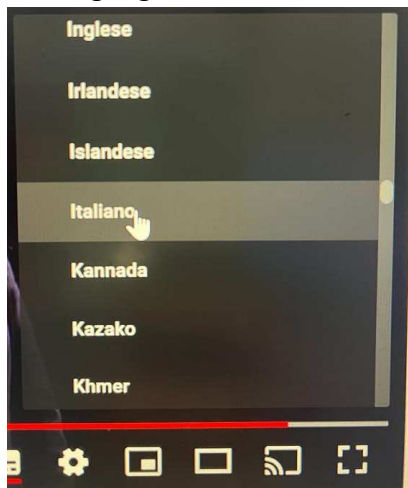 Inglese
Irlandese
Islandese
Italiano
Kannada
Kazako
Khmer